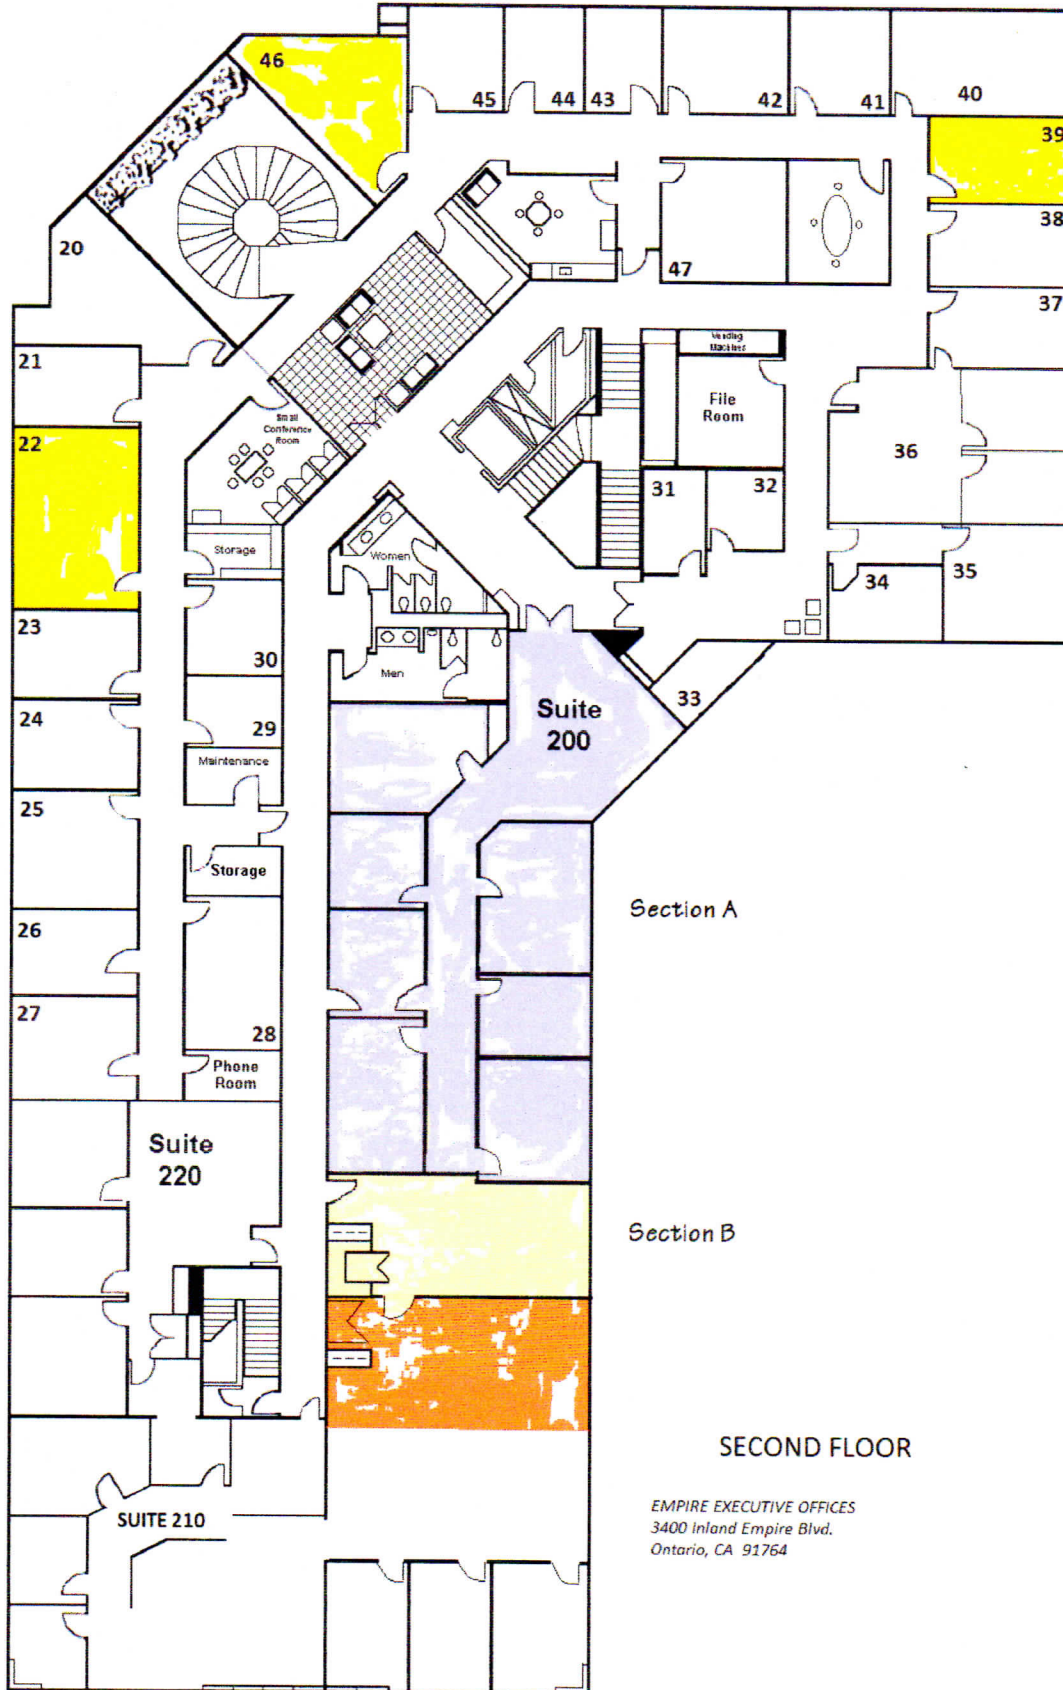 46
45
44
43
42
41
40
39
38
37
20
47
21
Vending
Machines
File
Room
Small
Conference
Room
22
36
31
32
Storage
Women
34
35
23
30
Men
33
Suite
200
24
29
Maintenance
25
Storage
Section A
26
27
28
Phone
Room
Suite
220
Section B
SECOND FLOOR
EMPIRE EXECUTIVE OFFICES
3400 Inland Empire Blvd.
Ontario, CA 91764
SUITE 210